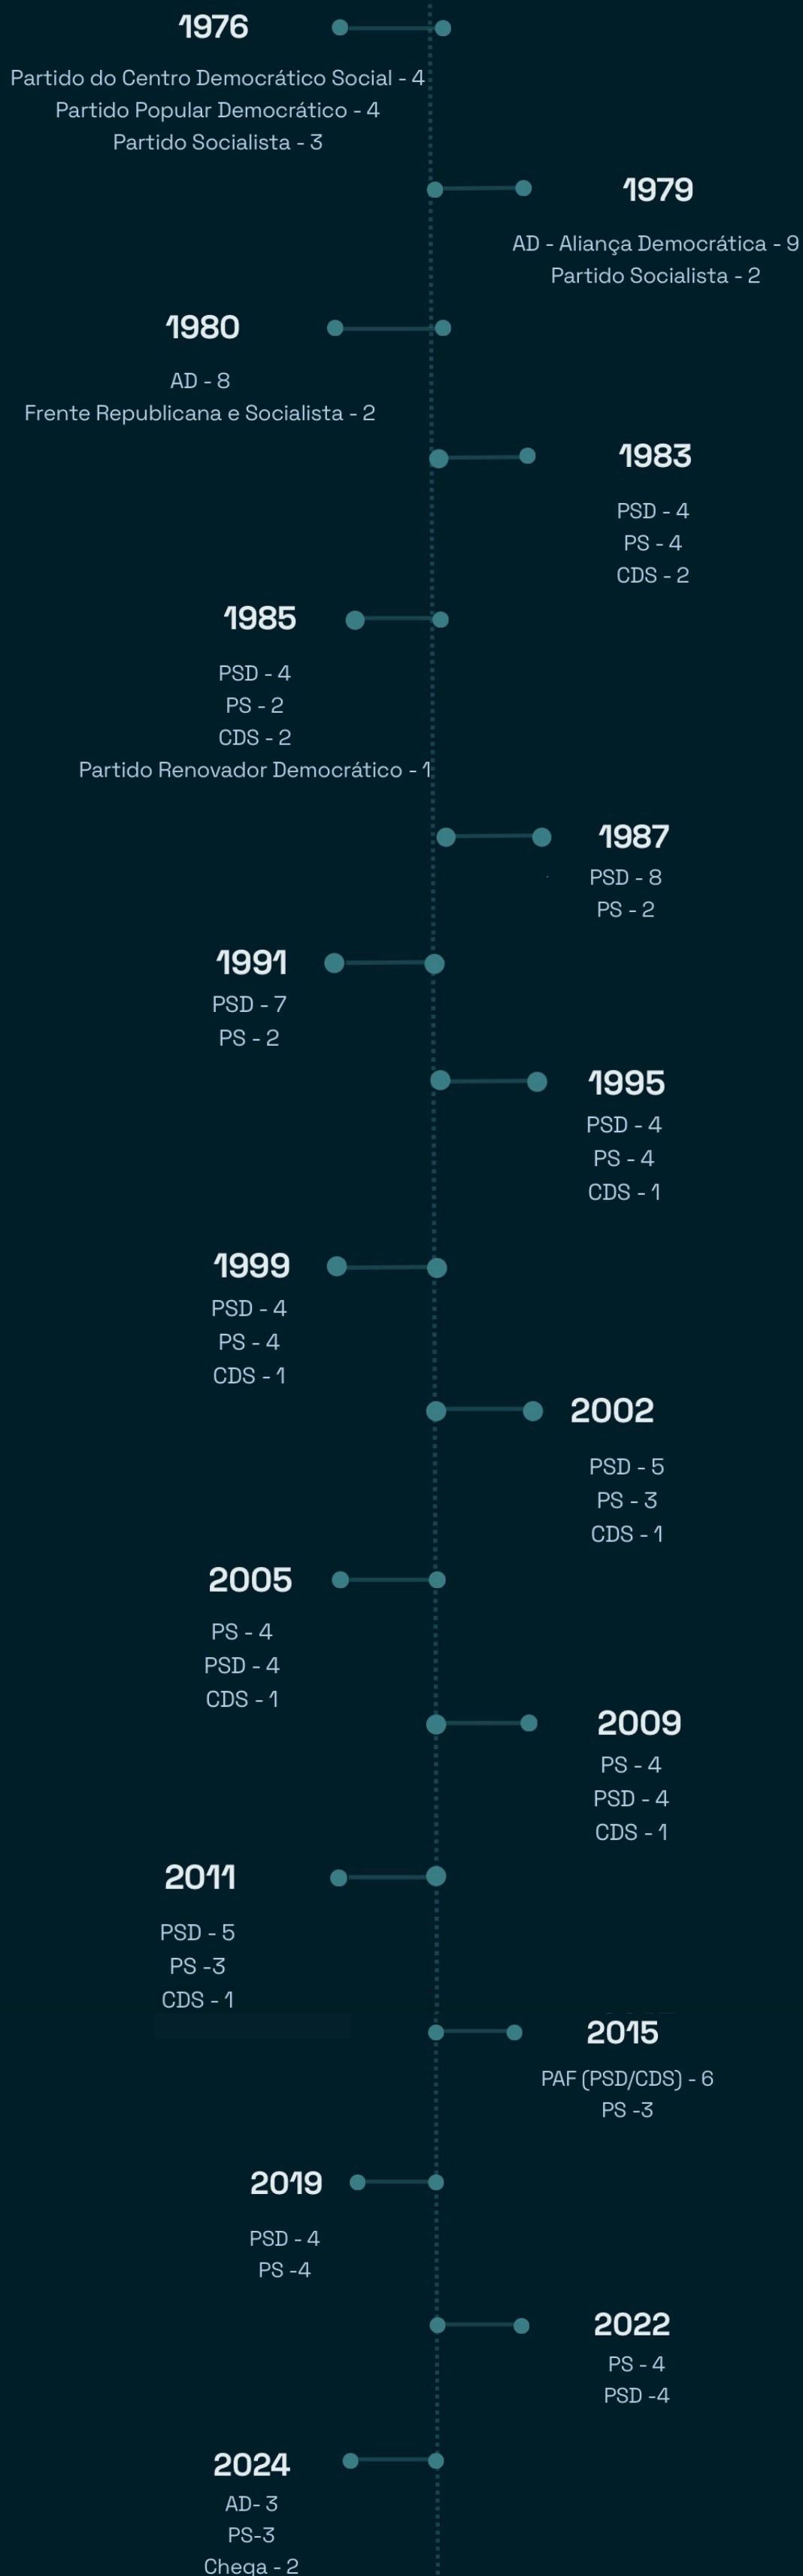 1976
Partido do Centro Democrático Social - 4
Partido Popular Democrático - 4
Partido Socialista - 3
1979
AD - Aliança Democrática - 9
Partido Socialista - 2
1980
AD - 8
Frente Republicana e Socialista - 2
1983
PSD - 4
PS - 4
CDS - 2
1985
PSD - 4
PS - 2
CDS - 2
Partido Renovador Democrático - 1
1987
PSD - 8
PS - 2
1991
PSD - 7
PS - 2
1995
PSD - 4
PS - 4
CDS - 1
1999
PSD - 4
PS - 4
CDS - 1
2002
PSD - 5
PS - 3
CDS - 1
2005
PS - 4
PSD - 4
CDS - 1
2009
PS - 4
PSD - 4
CDS - 1
2011
PSD - 5
PS -3
CDS - 1
2015
PAF (PSD/CDS) - 6
PS -3
2019
PSD - 4
PS -4
2022
PS - 4
PSD -4
2024
AD- 3
PS-3
Chega - 2